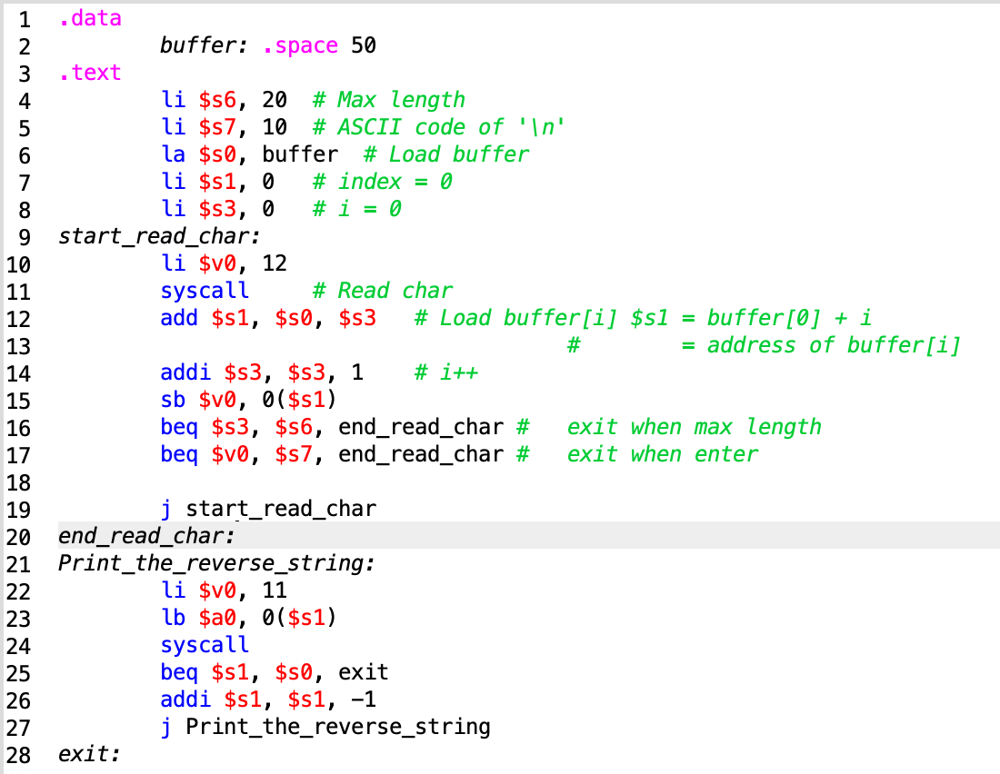 1 .data
2 buffer: .space 50
3 .text
4 li $s6, 20 # Max length
5 li $s7, 10 # ASCII code of '\n'
6 la $s0, buffer # Load buffer
7 li $s1, 0 # index = 0
8 li $s3, 0 # i = 0
9 start_read_char:
10 li $v0, 12
11 syscall # Read char
12 add $s1, $s0, $s3 # Load buffer[i] $s1 = buffer[0] + i
13 # = address of buffer[i]
14 addi $s3, $s3, 1 # i++
15 sb $v0, 0($s1)
16 beq $s3, $s6, end_read_char # exit when max length
17 beq $v0, $s7, end_read_char # exit when enter
18
19 j start_read_char
20 end_read_char:
21 Print_the_reverse_string:
22 li $v0, 11
23 lb $a0, 0($s1)
24 syscall
25 beq $s1, $s0, exit
26 addi $s1, $s1, -1
27 j Print_the_reverse_string
28 exit: